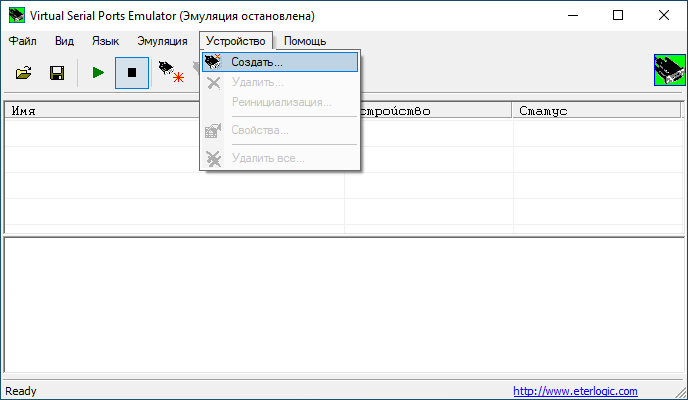 Virtual Serial Ports Emulator (Эмуляция остановлена)
Файл Вид Язык Эмуляция Устройство Помощь
Создать...
Удалить...
Реинициализация...
Свойства...
Удалить все...
Имя стройство Статус
Ready http://www.eterlogic.com